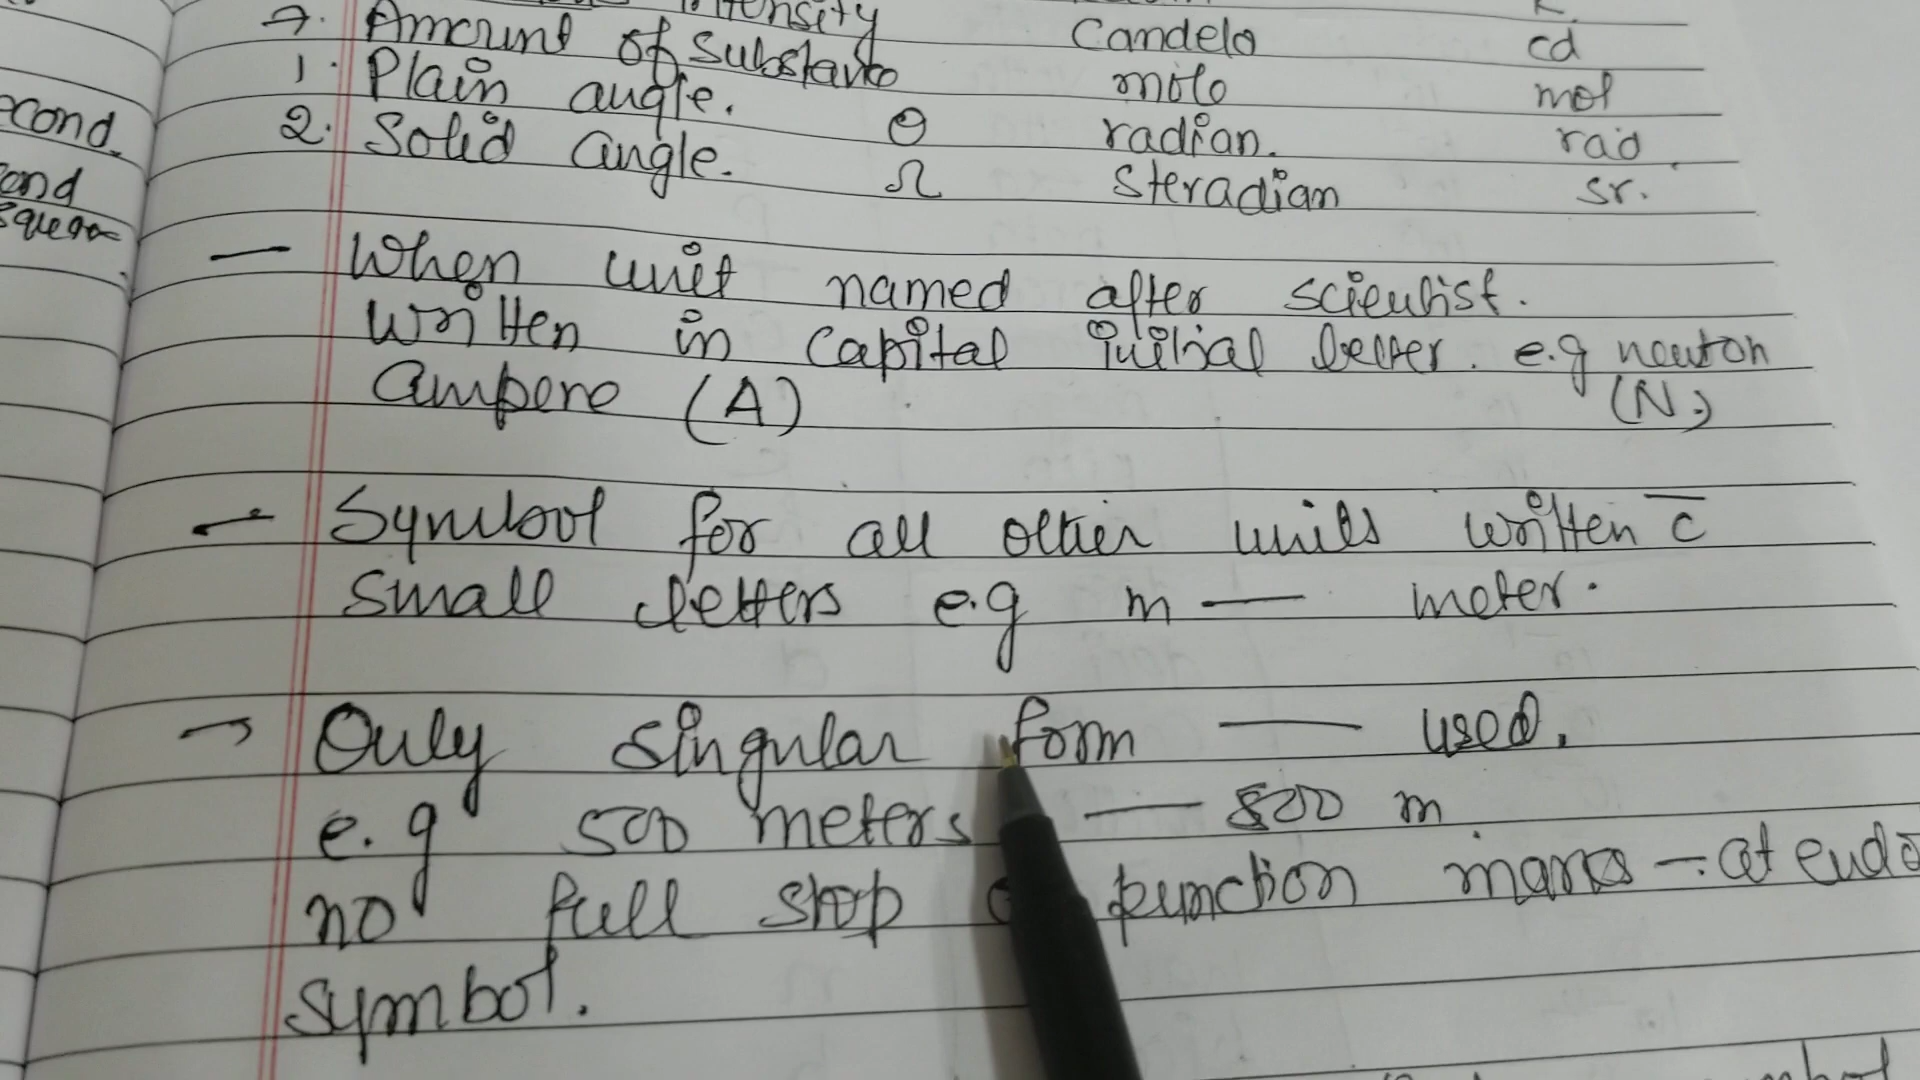 intensity
Candela cd
7. Amount of Substance mole mol
1. Plain angle. θ radian. rad
2. Solid angle. Ω Steradian sr.
econd.
ond
— When unit named after scientist.
written in Capital initial letter. e.g newton
Ampere (A) (N)
— Symbol for all other units written c̅
small letters e.g m — meter.
→ Only singular form — used.
e.g 500 meters — 500 m
no full stop punction marks — at end
symbol.